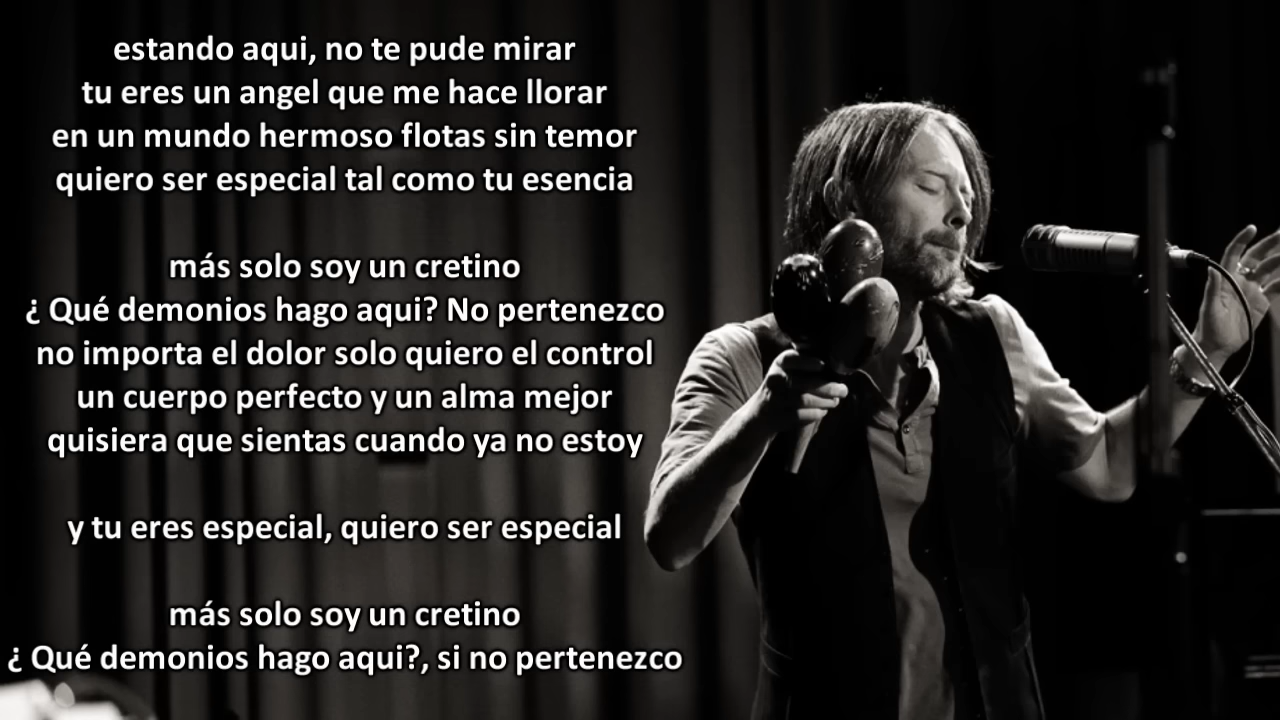 estando aqui, no te pude mirar
tu eres un angel que me hace llorar
en un mundo hermoso flotas sin temor
quiero ser especial tal como tu esencia
más solo soy un cretino
¿ Qué demonios hago aqui? No pertenezco
no importa el dolor solo quiero el control
un cuerpo perfecto y un alma mejor
quisiera que sientas cuando ya no estoy
y tu eres especial, quiero ser especial
más solo soy un cretino
¿ Qué demonios hago aqui?, si no pertenezco